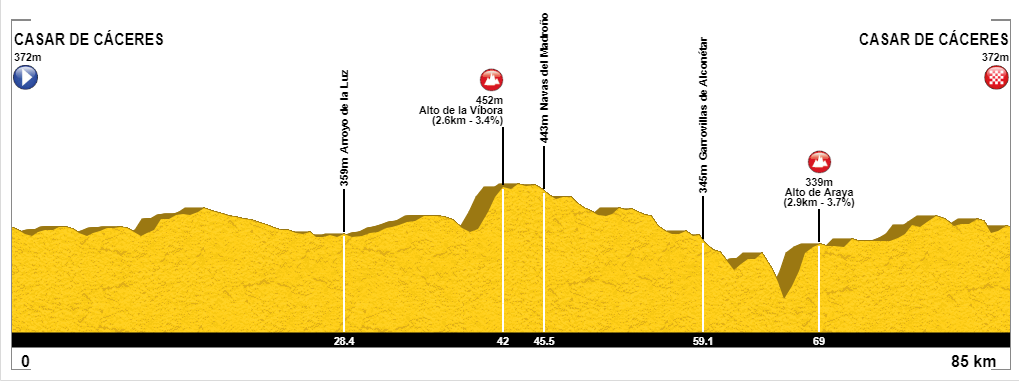 CASAR DE CÁCERES
372m
359m Arroyo de la Luz
452m
Alto de la Víbora
(2.6km - 3.4%)
443m Navas del Madroño
345m Garrovillas de Alconétar
339m
Alto de Araya
(2.9km - 3.7%)
CASAR DE CÁCERES
372m
28.4
42
45.5
59.1
69
0
85 km